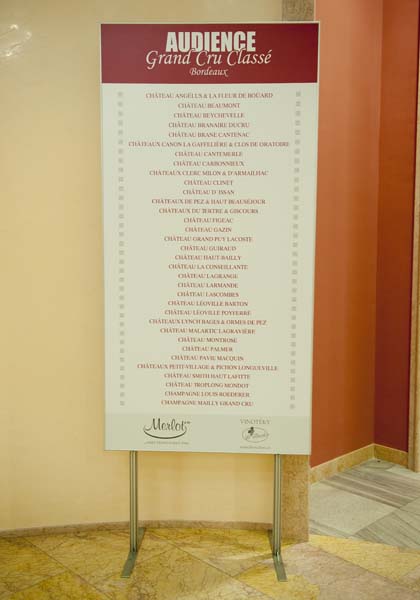 AUDIENCE
Grand Cru Classé
Bordeaux
CHÂTEAU ANGÉLUS & LA FLEUR DE BOÜARD
CHÂTEAU BEAUMONT
CHÂTEAU BEYCHEVELLE
CHÂTEAU BRANAIRE DUCRU
CHÂTEAU BRANE CANTENAC
CHÂTEAUX CANON LA GAFFELIÈRE & CLOS DE ORATOIRE
CHÂTEAU CANTEMERLE
CHÂTEAU CARBONNIEUX
CHÂTEAUX CLERC MILON & D'ARMAILHAC
CHÂTEAU CLINET
CHÂTEAU D´ISSAN
CHÂTEAUX DE PEZ & HAUT BEAUSÉJOUR
CHÂTEAUX DU TERTRE & GISCOURS
CHÂTEAU FIGEAC
CHÂTEAU GAZIN
CHÂTEAU GRAND PUY LACOSTE
CHÂTEAU GUIRAUD
CHÂTEAU HAUT-BAILLY
CHÂTEAU LA CONSEILLANTE
CHÂTEAU LAGRANGE
CHÂTEAU LARMANDE
CHÂTEAU LASCOMBES
CHÂTEAU LÉOVILLE BARTON
CHÂTEAU LÉOVILLE POYFERRÉ
CHÂTEAUX LYNCH BAGES & ORMES DE PEZ
CHÂTEAU MALARTIC LAGRAVIÈRE
CHÂTEAU MONTROSE
CHÂTEAU PALMER
CHÂTEAU PAVIE MACQUIN
CHÂTEAUX PETIT-VILLAGE & PICHON LONGUEVILLE
CHÂTEAU SMITH HAUT LAFITTE
CHÂTEAU TROPLONG MONDOT
CHAMPAGNE LOUIS ROEDERER
CHAMPAGNE MAILLY GRAND CRU
Merlot
VINOTÉKY